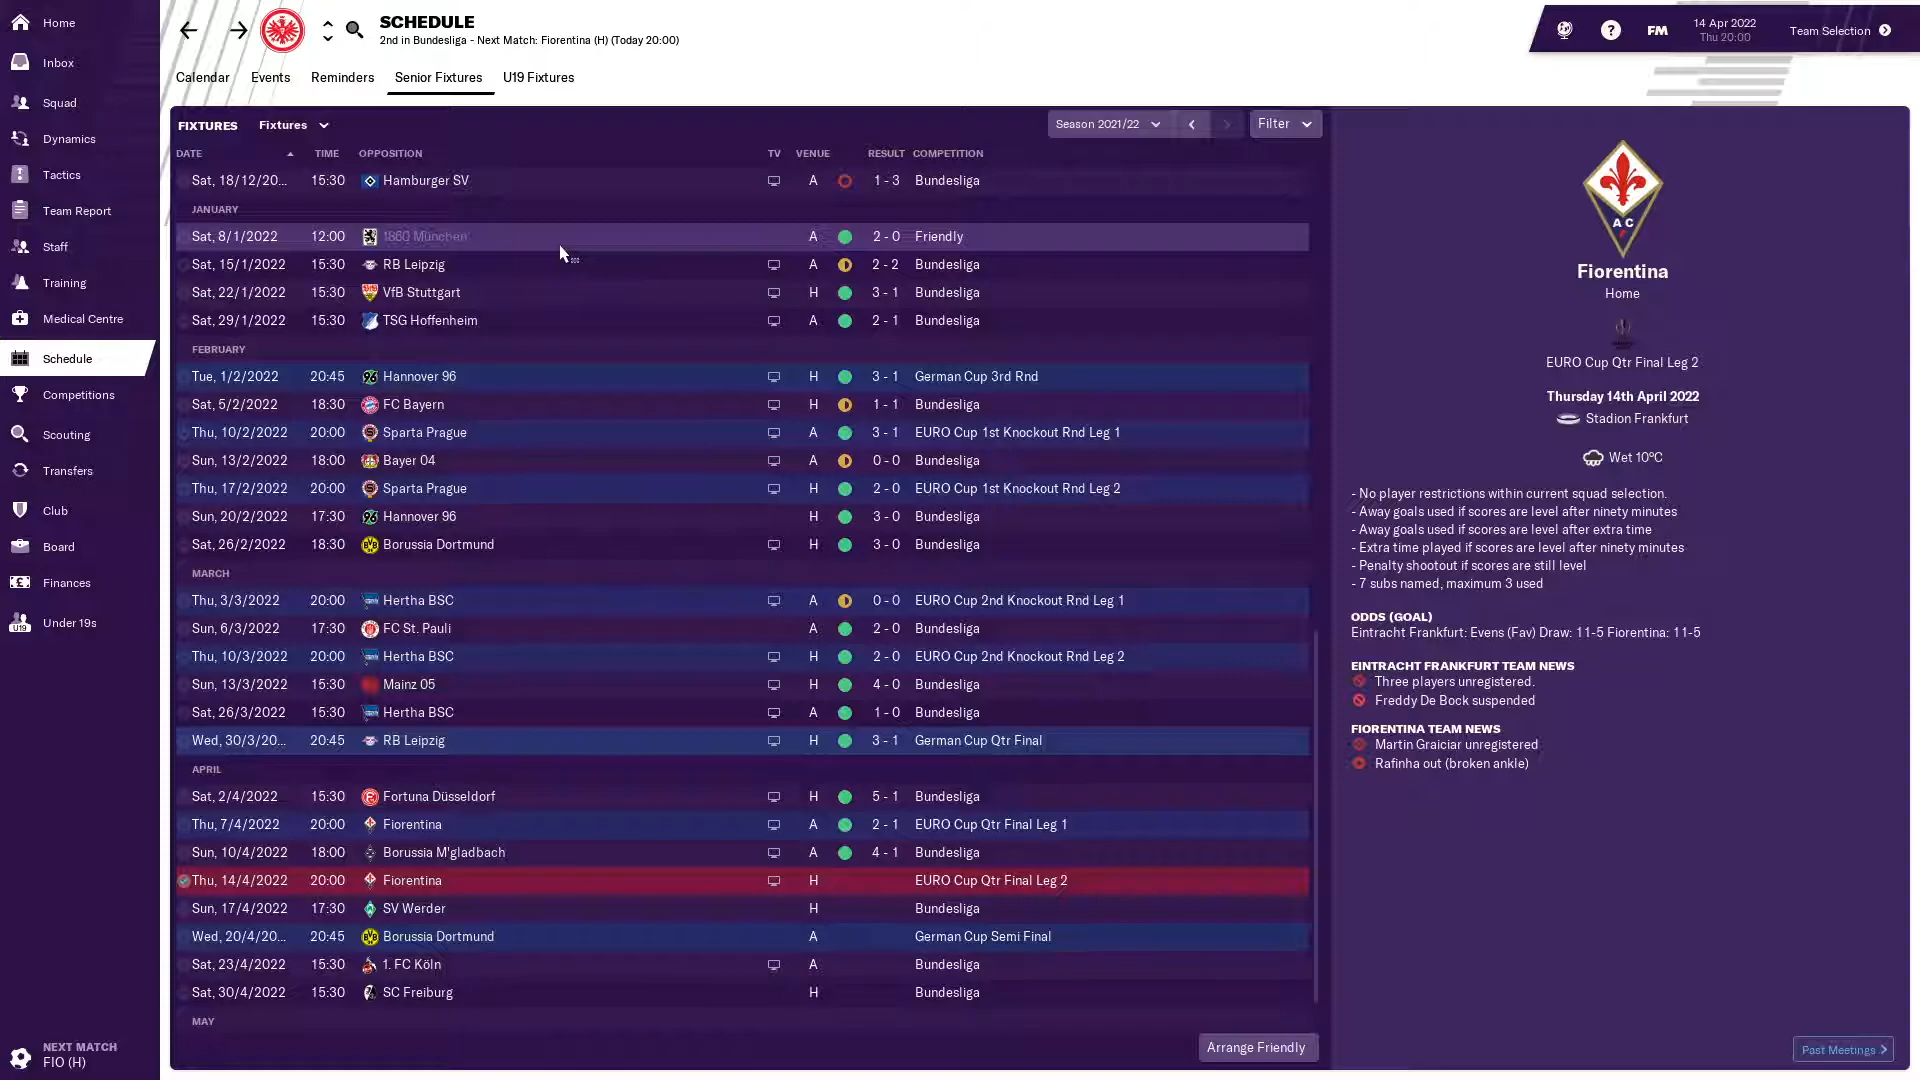 Home
Inbox
Squad
Dynamics
Tactics
Team Report
Staff
Training
Medical Centre
Schedule
Competitions
Scouting
Transfers
Club
Board
Finances
U19 Under 19s
NEXT MATCH
FIO (H)
SCHEDULE
2nd in Bundesliga - Next Match: Fiorentina (H) (Today 20:00)
? FM 14 Apr 2022 Team Selection
Thu 20:00
Calendar Events Reminders Senior Fixtures U19 Fixtures
FIXTURES Fixtures Season 2021/22 Filter
DATE TIME OPPOSITION TV VENUE RESULT COMPETITION
Sat, 18/12/20... 15:30 Hamburger SV A 1 - 3 Bundesliga
JANUARY
Sat, 8/1/2022 12:00 1860 München A 2 - 0 Friendly
Sat, 15/1/2022 15:30 RB Leipzig A 2 - 2 Bundesliga
Sat, 22/1/2022 15:30 VfB Stuttgart H 3 - 1 Bundesliga
Sat, 29/1/2022 15:30 TSG Hoffenheim A 2 - 1 Bundesliga
FEBRUARY
Tue, 1/2/2022 20:45 Hannover 96 H 3 - 1 German Cup 3rd Rnd
Sat, 5/2/2022 18:30 FC Bayern H 1 - 1 Bundesliga
Thu, 10/2/2022 20:00 Sparta Prague A 3 - 1 EURO Cup 1st Knockout Rnd Leg 1
Sun, 13/2/2022 18:00 Bayer 04 A 0 - 0 Bundesliga
Thu, 17/2/2022 20:00 Sparta Prague H 2 - 0 EURO Cup 1st Knockout Rnd Leg 2
Sun, 20/2/2022 17:30 Hannover 96 H 3 - 0 Bundesliga
Sat, 26/2/2022 18:30 Borussia Dortmund H 3 - 0 Bundesliga
MARCH
Thu, 3/3/2022 20:00 Hertha BSC A 0 - 0 EURO Cup 2nd Knockout Rnd Leg 1
Sun, 6/3/2022 17:30 FC St. Pauli A 2 - 0 Bundesliga
Thu, 10/3/2022 20:00 Hertha BSC H 2 - 0 EURO Cup 2nd Knockout Rnd Leg 2
Sun, 13/3/2022 15:30 Mainz 05 H 4 - 0 Bundesliga
Sat, 26/3/2022 15:30 Hertha BSC A 1 - 0 Bundesliga
Wed, 30/3/20... 20:45 RB Leipzig H 3 - 1 German Cup Qtr Final
APRIL
Sat, 2/4/2022 15:30 Fortuna Düsseldorf H 5 - 1 Bundesliga
Thu, 7/4/2022 20:00 Fiorentina A 2 - 1 EURO Cup Qtr Final Leg 1
Sun, 10/4/2022 18:00 Borussia M'gladbach A 4 - 1 Bundesliga
Thu, 14/4/2022 20:00 Fiorentina H EURO Cup Qtr Final Leg 2
Sun, 17/4/2022 17:30 SV Werder H Bundesliga
Wed, 20/4/20... 20:45 Borussia Dortmund A German Cup Semi Final
Sat, 23/4/2022 15:30 1. FC Köln A Bundesliga
Sat, 30/4/2022 15:30 SC Freiburg H Bundesliga
MAY
Arrange Friendly
A C
Fiorentina
Home
EURO Cup Qtr Final Leg 2
Thursday 14th April 2022
Stadion Frankfurt
Wet 10°C
- No player restrictions within current squad selection.
- Away goals used if scores are level after ninety minutes
- Away goals used if scores are level after extra time
- Extra time played if scores are level after ninety minutes
- Penalty shootout if scores are still level
- 7 subs named, maximum 3 used
ODDS (GOAL)
Eintracht Frankfurt: Evens (Fav) Draw: 11-5 Fiorentina: 11-5
EINTRACHT FRANKFURT TEAM NEWS
Three players unregistered.
Freddy De Bock suspended
FIORENTINA TEAM NEWS
Martin Graiciar unregistered
Rafinha out (broken ankle)
Past Meetings